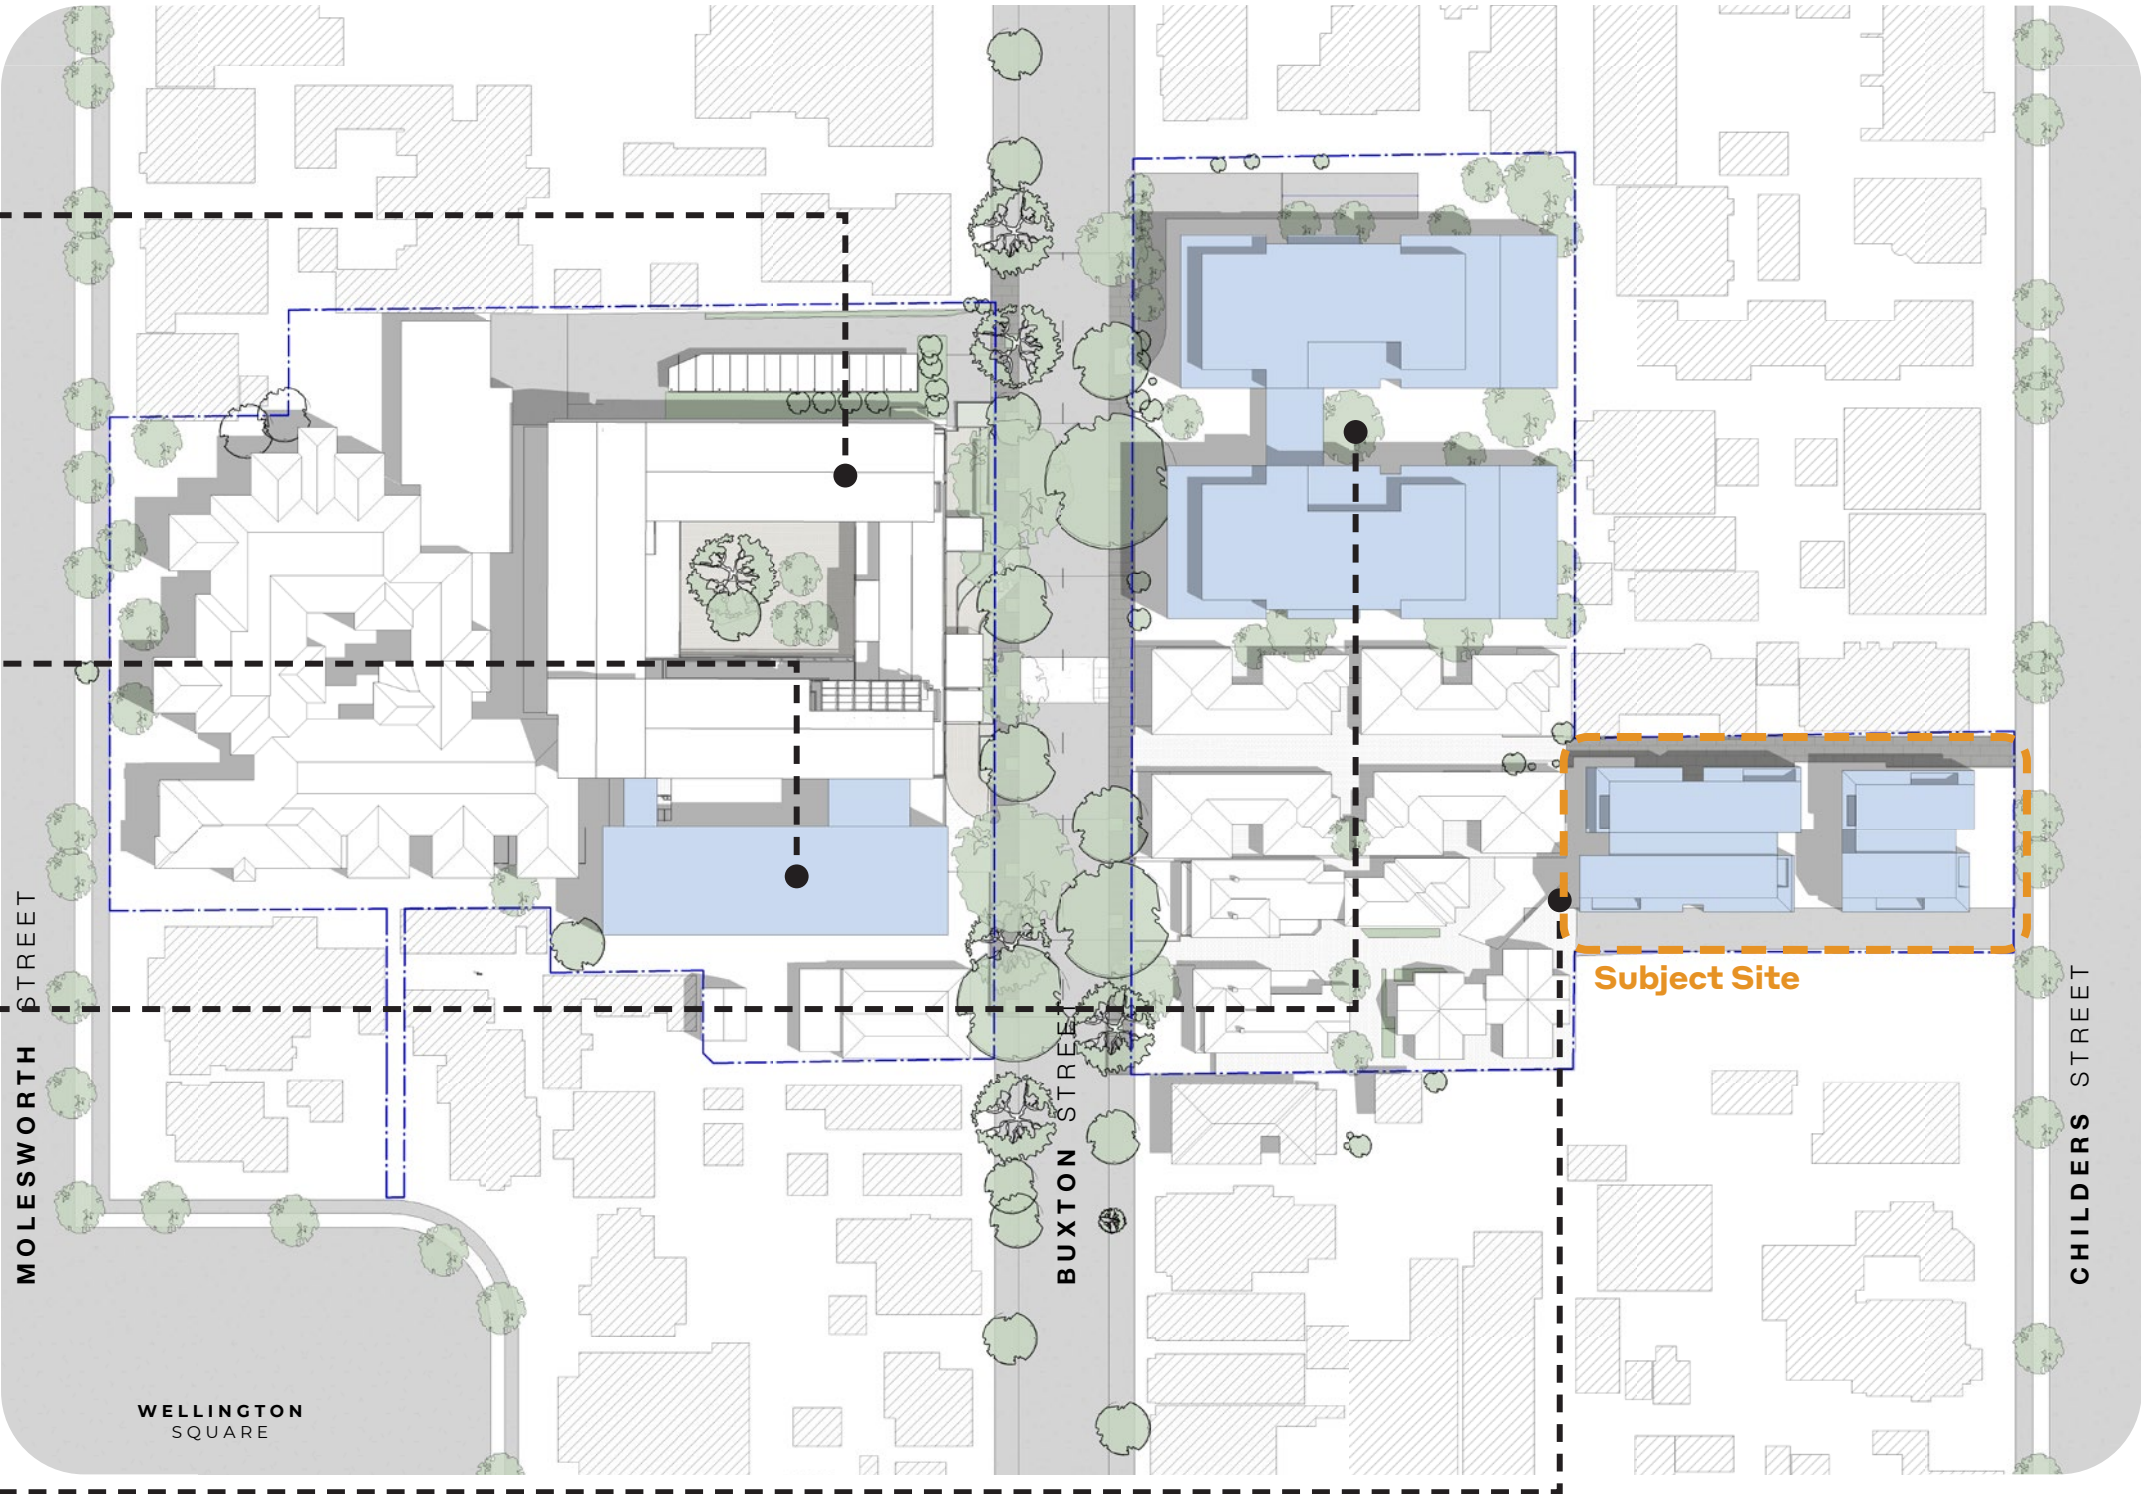 MOLESWORTH STREET
BUXTON STREET
CHILDERS STREET
Subject Site
WELLINGTON
SQUARE